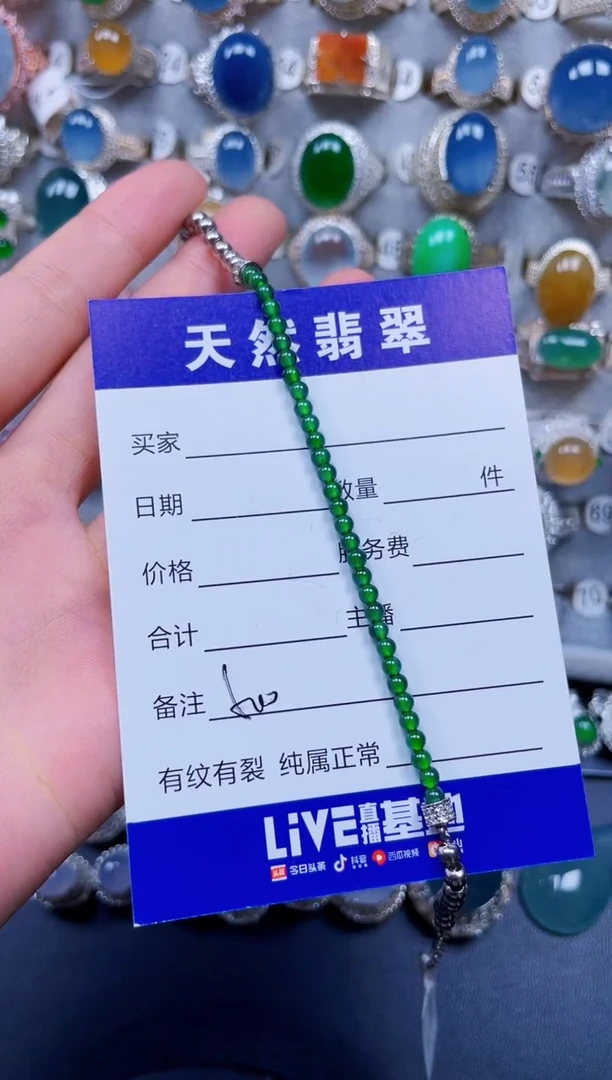 天然翡翠
买家
日期 数量 件
价格 服务费
合计 主播
备注
有纹有裂 纯属正常
LiVE直播基地
头条 今日头条 抖音 西瓜视频